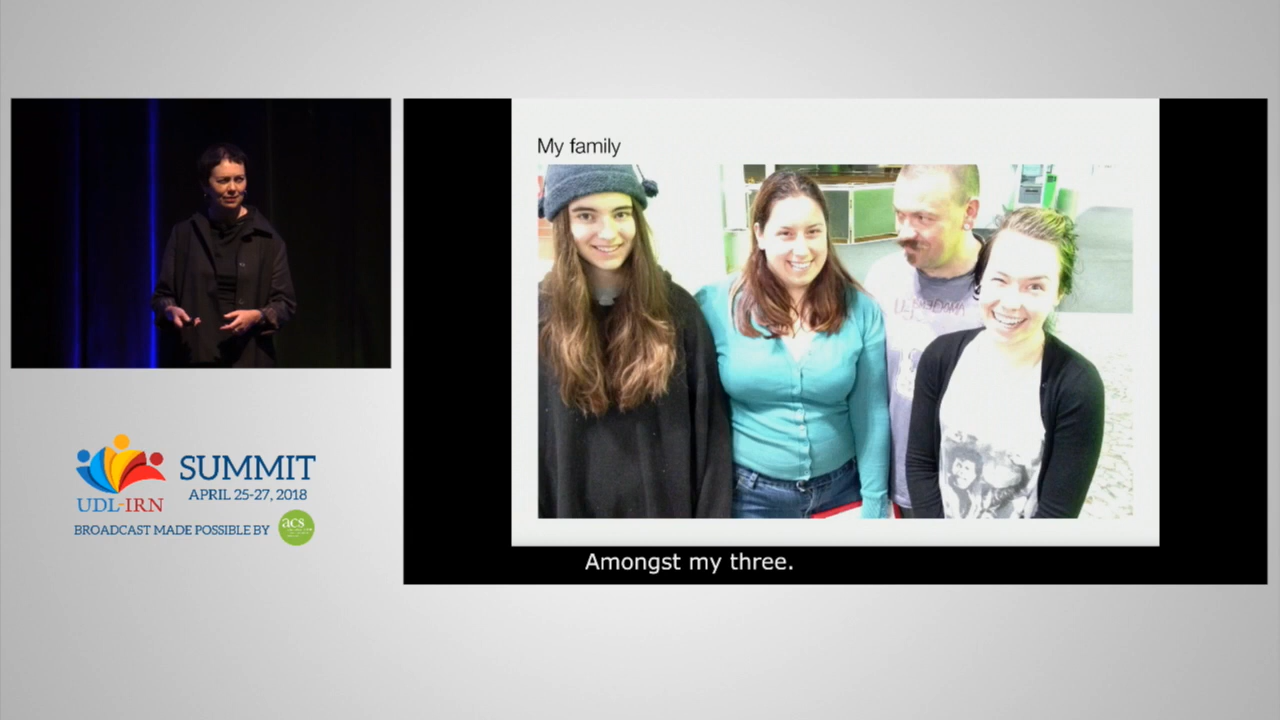 My family
Amongst my three.
UDL-IRN
SUMMIT
APRIL 25-27, 2018
BROADCAST MADE POSSIBLE BY
acs